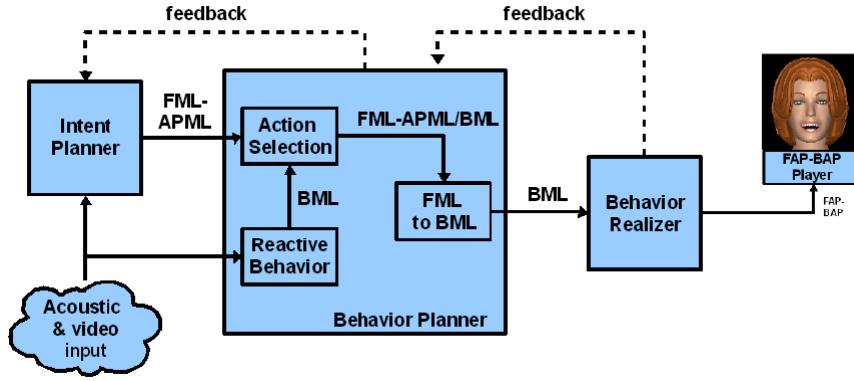 feedback
feedback
Intent
Planner
FML-
APML
Action
Selection
FML-APML/BML
BML
Reactive
Behavior
FML
to BML
Behavior Planner
BML
Behavior
Realizer
FAP-BAP
Player
FAP-
BAP
Acoustic
& video
input